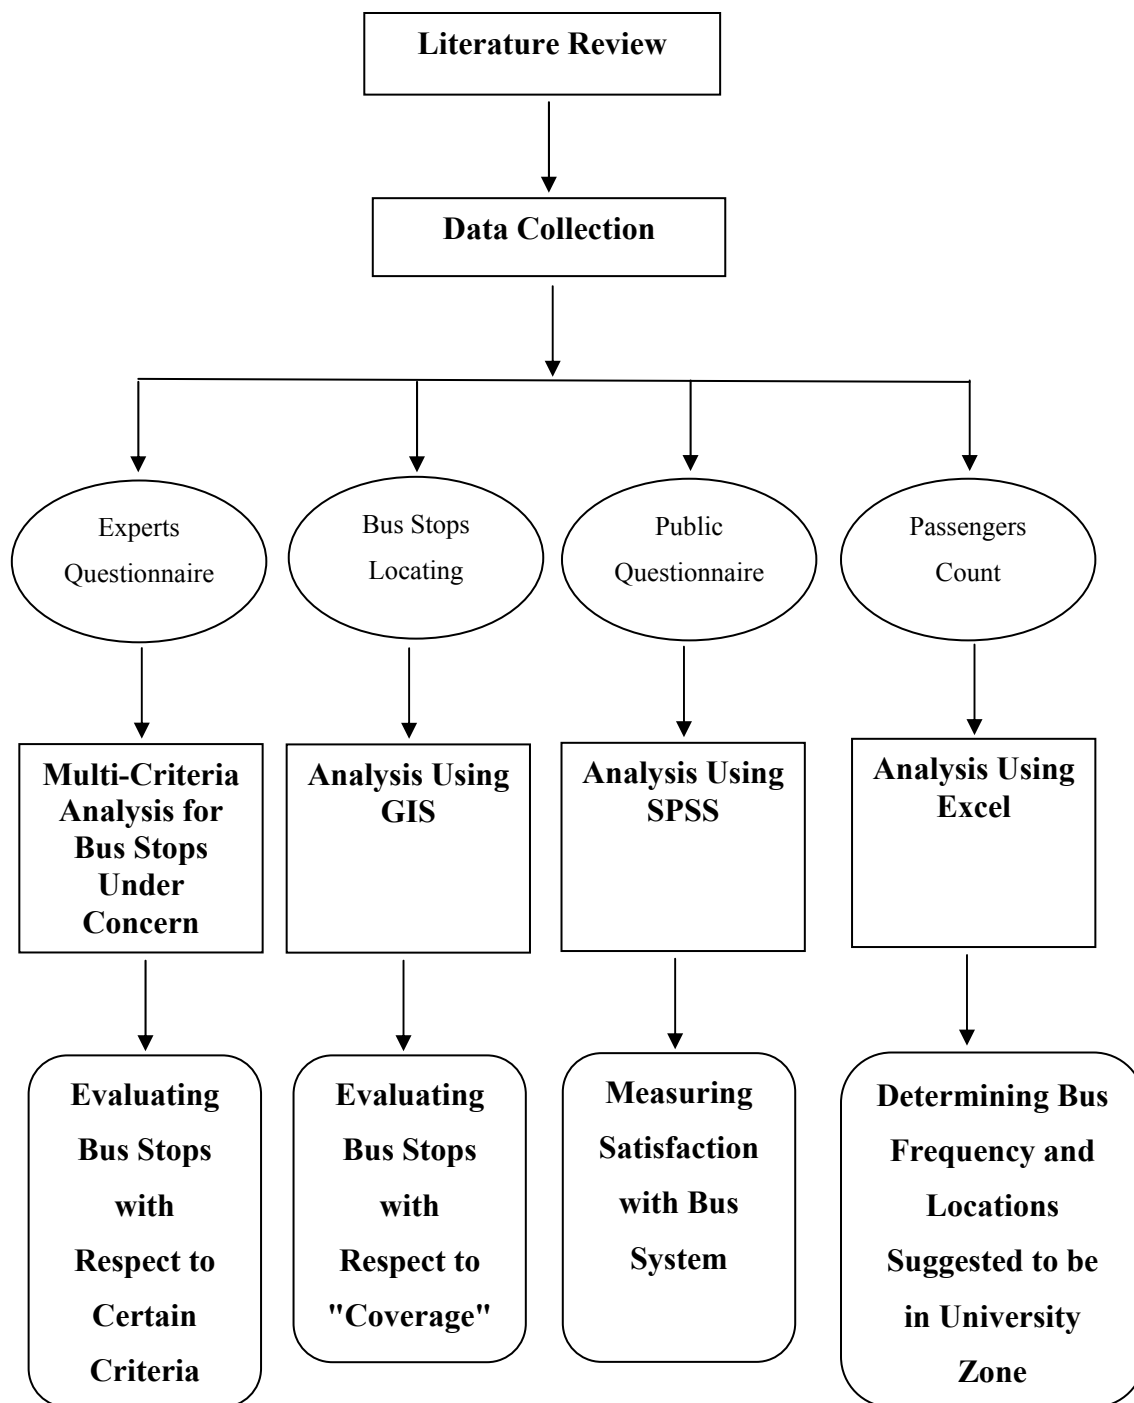 Literature Review
Data Collection
Experts
Questionnaire
Bus Stops
Locating
Public
Questionnaire
Passengers
Count
Multi-Criteria
Analysis for
Bus Stops
Under
Concern
Analysis Using
GIS
Analysis Using
SPSS
Analysis Using
Excel
Evaluating
Bus Stops
with
Respect to
Certain
Criteria
Evaluating
Bus Stops
with
Respect to
"Coverage"
Measuring
Satisfaction
with Bus
System
Determining Bus
Frequency and
Locations
Suggested to be
in University
Zone